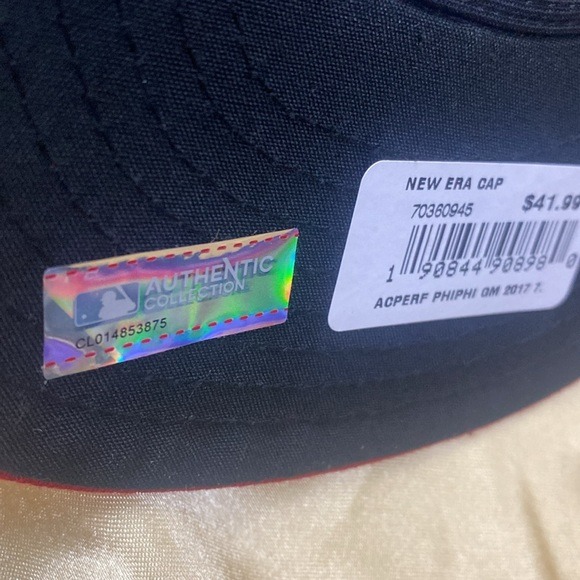 NEW ERA CAP
70360945 $41.99
1 90844 90898 0
ACPERF PHIPHI GM 2017 7.
AUTHENTIC
COLLECTION
CL014853875